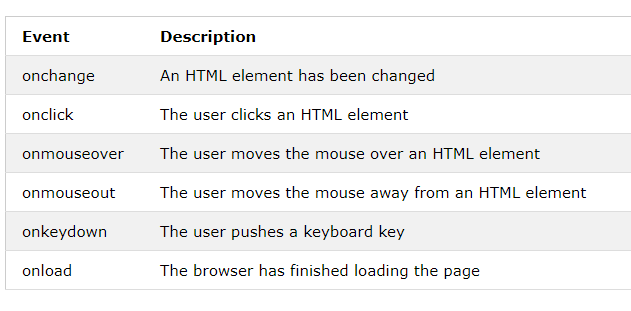 Event Description
onchange An HTML element has been changed
onclick The user clicks an HTML element
onmouseover The user moves the mouse over an HTML element
onmouseout The user moves the mouse away from an HTML element
onkeydown The user pushes a keyboard key
onload The browser has finished loading the page